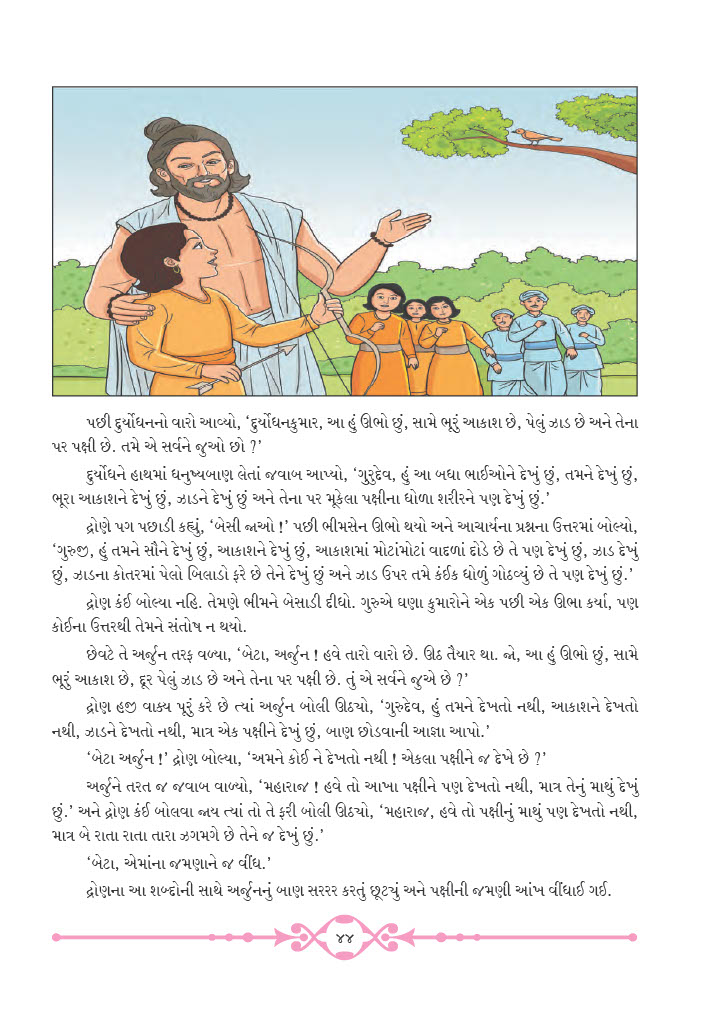 પછી દુર્યોધનનો વારો આવ્યો, ‘દુર્યોધનકુમાર, આ હું ઊભો છું, સામે ભૂરું આકાશ છે, પેલું ઝાડ છે અને તેના
પર પક્ષી છે. તમે એ સર્વને જુઓ છો ?’
દુર્યોધને હાથમાં ધનુષ્યબાણ લેતાં જવાબ આપ્યો, ‘ગુરુદેવ, હું આ બધા ભાઈઓને દેખું છું, તમને દેખું છું,
ભૂરા આકાશને દેખું છું, ઝાડને દેખું છું અને તેના પર મૂકેલા પક્ષીના ધોળા શરીરને પણ દેખું છું.’
દ્રોણે પગ પછાડી કહ્યું, ‘બેસી જાઓ !’ પછી ભીમસેન ઊભો થયો અને આચાર્યના પ્રશ્નના ઉત્તરમાં બોલ્યો,
‘ગુરુજી, હું તમને સૌને દેખું છું, આકાશને દેખું છું, આકાશમાં મોટાંમોટાં વાદળાં દોડે છે તે પણ દેખું છું, ઝાડ દેખું
છું, ઝાડના કોતરમાં પેલો બિલાડો ફરે છે તેને દેખું છું અને ઝાડ ઉપર તમે કંઈક ધોળું ગોઠવ્યું છે તે પણ દેખું છું.’
દ્રોણ કંઈ બોલ્યા નહિ. તેમણે ભીમને બેસાડી દીધો. ગુરુએ ઘણા કુમારોને એક પછી એક ઊભા કર્યા, પણ
કોઈના ઉત્તરથી તેમને સંતોષ ન થયો.
છેવટે તે અર્જુન તરફ વળ્યા, ‘બેટા, અર્જુન ! હવે તારો વારો છે. ઊઠ તૈયાર થા. જો, આ હું ઊભો છું, સામે
ભૂરું આકાશ છે, દૂર પેલું ઝાડ છે અને તેના પર પક્ષી છે. તું એ સર્વને જુએ છે ?’
દ્રોણ હજી વાક્ય પૂરું કરે છે ત્યાં અર્જુન બોલી ઊઠ્યો, ‘ગુરુદેવ, હું તમને દેખતો નથી, આકાશને દેખતો
નથી, ઝાડને દેખતો નથી, માત્ર એક પક્ષીને દેખું છું, બાણ છોડવાની આજ્ઞા આપો.’
‘બેટા અર્જુન !’ દ્રોણ બોલ્યા, ‘અમને કોઈ ને દેખતો નથી ! એકલા પક્ષીને જ દેખે છે ?’
અર્જુને તરત જ જવાબ વાળ્યો, ‘મહારાજ ! હવે તો આખા પક્ષીને પણ દેખતો નથી, માત્ર તેનું માથું દેખું
છું.’ અને દ્રોણ કંઈ બોલવા જાય ત્યાં તો તે ફરી બોલી ઊઠ્યો, ‘મહારાજ, હવે તો પક્ષીનું માથું પણ દેખતો નથી,
માત્ર બે રાતા રાતા તારા ઝગમગે છે તેને જ દેખું છું.’
‘બેટા, એમાંના જમણાને જ વીંધ.’
દ્રોણના આ શબ્દોની સાથે અર્જુનનું બાણ સરરર કરતું છૂટ્યું અને પક્ષીની જમણી આંખ વીંધાઈ ગઈ.
૪૪